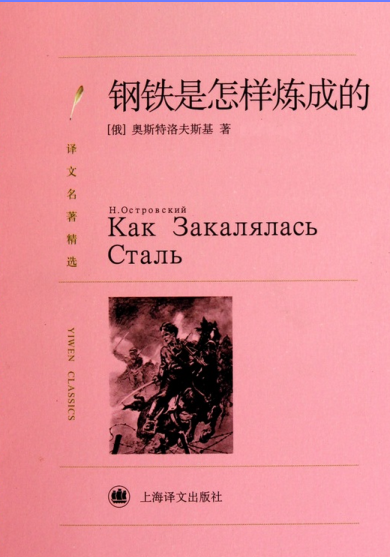 钢铁是怎样炼成的
[俄] 奥斯特洛夫斯基 著
译文名著精选
Н.Островский
Как Закалялась
Сталь
YIWEN CLASSICS
上海译文出版社